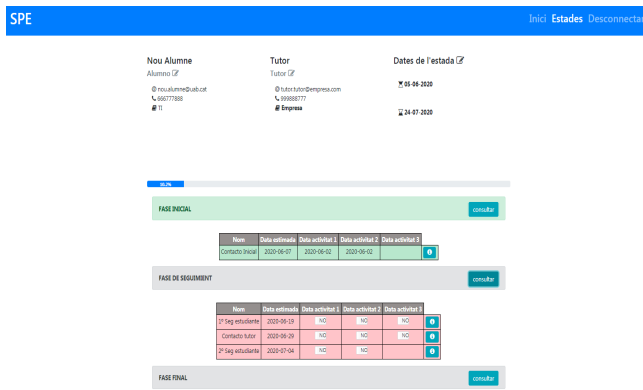 SPE
Inici Estades Desconnectar
Nou Alumne
Alumno
@ nou.alumne@uab.cat
666777888
TI
Tutor
Tutor
@ tutor.tutor@empresa.com
999888777
Empresa
Dates de l'estada
05-06-2020
24-07-2020
FASE INICIAL consultar
Nom Data estimada Data activitat 1 Data activitat 2 Data activitat 3
Contacto Inicial 2020-06-07 2020-06-02 2020-06-02
FASE DE SEGUIMIENT consultar
Nom Data estimada Data activitat 1 Data activitat 2 Data activitat 3
1º Seg estudiante 2020-06-19 NO NO NO
Contacto tutor 2020-06-29 NO NO NO
2º Seg estudiante 2020-07-04 NO NO
FASE FINAL consultar